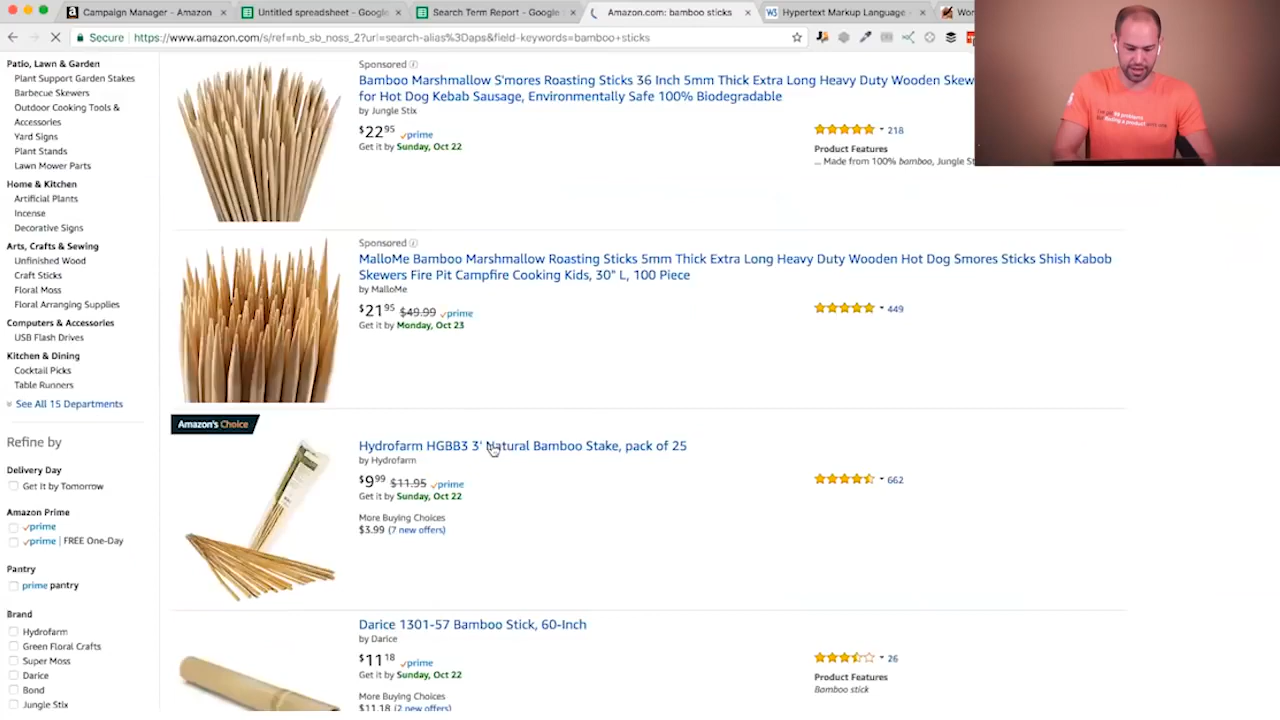 Campaign Manager - Amazon
Untitled spreadsheet - Google
Search Term Report - Google
Amazon.com: bamboo sticks
Hypertext Markup Language
Wor
Secure
https://www.amazon.com/s/ref=nb_sb_noss_2?url=search-alias%3Daps&field-keywords=bamboo+sticks
Patio, Lawn & Garden
Plant Support Garden Stakes
Barbecue Skewers
Outdoor Cooking Tools &
Accessories
Yard Signs
Plant Stands
Lawn Mower Parts
Home & Kitchen
Artificial Plants
Incense
Decorative Signs
Arts, Crafts & Sewing
Unfinished Wood
Craft Sticks
Floral Moss
Floral Arranging Supplies
Computers & Accessories
USB Flash Drives
Kitchen & Dining
Cocktail Picks
Table Runners
See All 15 Departments
Refine by
Delivery Day
Get it by Tomorrow
Amazon Prime
prime
prime | FREE One-Day
Pantry
prime pantry
Brand
Hydrofarm
Green Floral Crafts
Super Moss
Darice
Bond
Jungle Stix
Sponsored
Bamboo Marshmallow S'mores Roasting Sticks 36 Inch 5mm Thick Extra Long Heavy Duty Wooden Skew
for Hot Dog Kebab Sausage, Environmentally Safe 100% Biodegradable
by Jungle Stix
$22 95 prime
Get it by Sunday, Oct 22
218
Product Features
... Made from 100% bamboo, Jungle St
Sponsored
MalloMe Bamboo Marshmallow Roasting Sticks 5mm Thick Extra Long Heavy Duty Wooden Hot Dog Smores Sticks Shish Kabob
Skewers Fire Pit Campfire Cooking Kids, 30" L, 100 Piece
by MalloMe
$21 95 $49.99 prime
Get it by Monday, Oct 23
449
Amazon's Choice
Hydrofarm HGBB3 3' Natural Bamboo Stake, pack of 25
by Hydrofarm
$9 99 $11.95 prime
Get it by Sunday, Oct 22
More Buying Choices
$3.99 (7 new offers)
662
Darice 1301-57 Bamboo Stick, 60-Inch
by Darice
$11 18 prime
Get it by Sunday, Oct 22
More Buying Choices
$11.18 (2 new offers)
26
Product Features
Bamboo stick